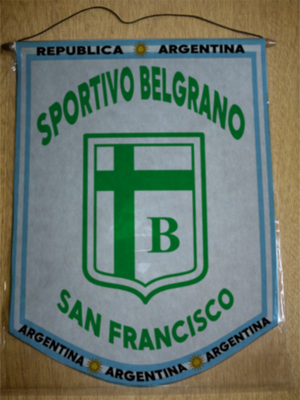 REPUBLICA ARGENTINA
SPORTIVO BELGRANO
B
SAN FRANCISCO
ARGENTINA ARGENTINA ARGENTINA